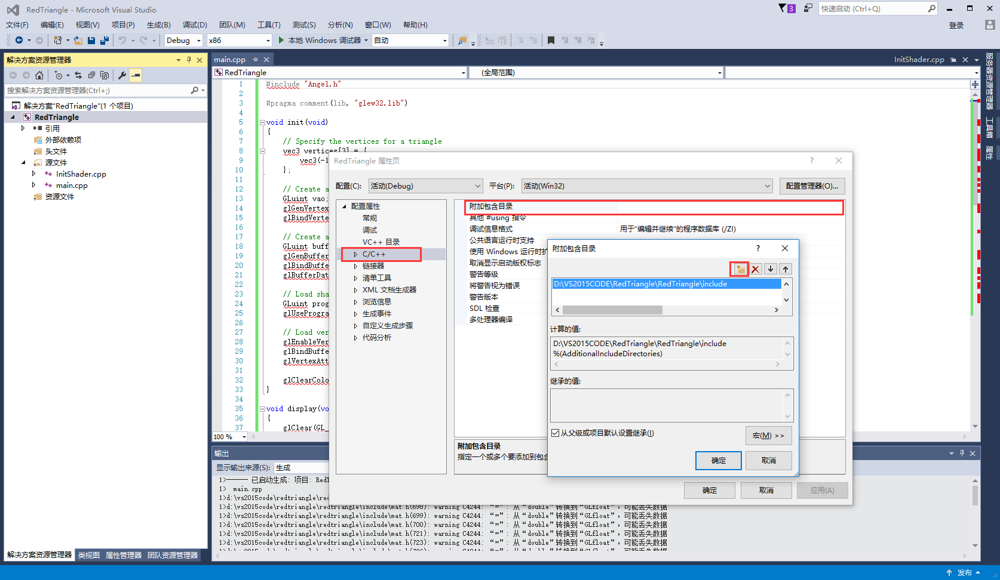 RedTriangle - Microsoft Visual Studio
3
快速启动 (Ctrl+Q)
文件(F) 编辑(E) 视图(V) 项目(P) 生成(B) 调试(D) 团队(M) 工具(T) 测试(S) 分析(N) 窗口(W) 帮助(H)
登录
Debug x86 本地 Windows 调试器 自动
解决方案资源管理器
搜索解决方案资源管理器(Ctrl+;)
解决方案"RedTriangle"(1 个项目)
RedTriangle
引用
外部依赖项
头文件
源文件
InitShader.cpp
main.cpp
资源文件
解决方案资源管理器 类视图 属性管理器 团队资源管理器
main.cpp
InitShader.cpp
RedTriangle (全局范围)
1 #include "Angel.h"
2
3 #pragma comment(lib, "glew32.lib")
4
5 void init(void)
6 {
7 // Specify the vertices for a triangle
8 vec3 vertices[3] = {
9 vec3(-1
10 };
11
12 // Create a
13 GLuint vao;
14 glGenVertex
15 glBindVerte
16
17 // Create a
18 GLuint buff
19 glGenBuffer
20 glBindBuffe
21 glBufferDat
22
23 // Load sha
24 GLuint prog
25 glUseProgra
26
27 // Load ver
28 glEnableVer
29 glBindBuffe
30 glVertexAtt
31
32 glClearColo
33 }
34
35 void display(vo
36 {
37 glClear(GL_
100 %
服务器资源管理器
工具箱
属性
RedTriangle 属性页
配置(C): 活动(Debug) 平台(P): 活动(Win32) 配置管理器(O)...
配置属性
常规
调试
VC++ 目录
C/C++
链接器
清单工具
XML 文档生成器
浏览信息
生成事件
自定义生成步骤
代码分析
附加包含目录
其他 #using 指令
调试信息格式 用于“编辑并继续”的程序数据库 (/ZI)
公共语言运行时支持
使用 Windows 运行时扩
取消显示启动版权标志
警告等级
将警告视为错误
警告版本
SDL 检查
多处理器编译
附加包含目录
指定一个或多个要添加到包含
确定 取消 应用(A)
附加包含目录
D:\VS2015CODE\RedTriangle\RedTriangle\include
计算的值:
D:\VS2015CODE\RedTriangle\RedTriangle\include
%(AdditionalIncludeDirectories)
继承的值:
从父级或项目默认设置继承(I)
宏(M) >>
确定 取消
输出
显示输出来源(S): 生成
1>------ 已启动生成: 项目: RedT
1> main.cpp
1>d:\vs2015code\redtriangle\red
1>d:\vs2015code\redtriangle\redtriangle\include\mat.h(698): warning C4244: “=”: 从“double”转换到“GLfloat”，可能丢失数据
1>d:\vs2015code\redtriangle\redtriangle\include\mat.h(699): warning C4244: “=”: 从“double”转换到“GLfloat”，可能丢失数据
1>d:\vs2015code\redtriangle\redtriangle\include\mat.h(700): warning C4244: “=”: 从“double”转换到“GLfloat”，可能丢失数据
1>d:\vs2015code\redtriangle\redtriangle\include\mat.h(721): warning C4244: “=”: 从“double”转换到“GLfloat”，可能丢失数据
1>d:\vs2015code\redtriangle\redtriangle\include\mat.h(723): warning C4244: “=”: 从“double”转换到“GLfloat”，可能丢失数据
发布